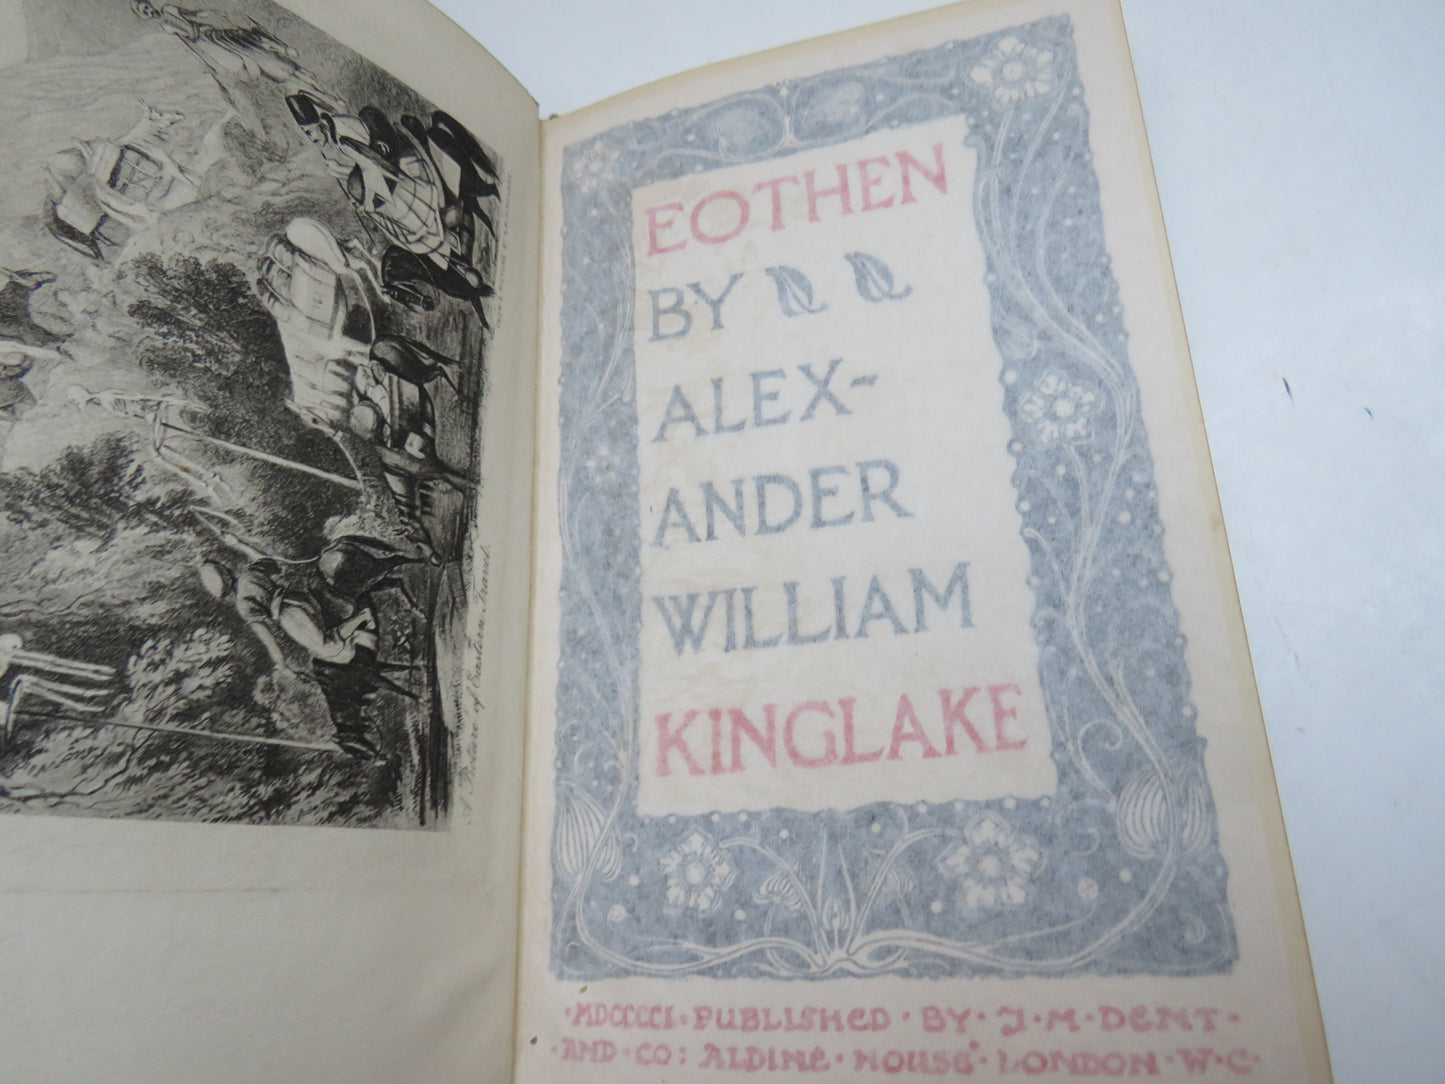 EOTHEN
BY
ALEX-
ANDER
WILLIAM
KINGLAKE
·MDCCCCI·PUBLISHED·BY·J·M·DENT·
·AND·CO: ALDINE·HOUSE·LONDON·W·C·
A Picture of Eastern Travel.